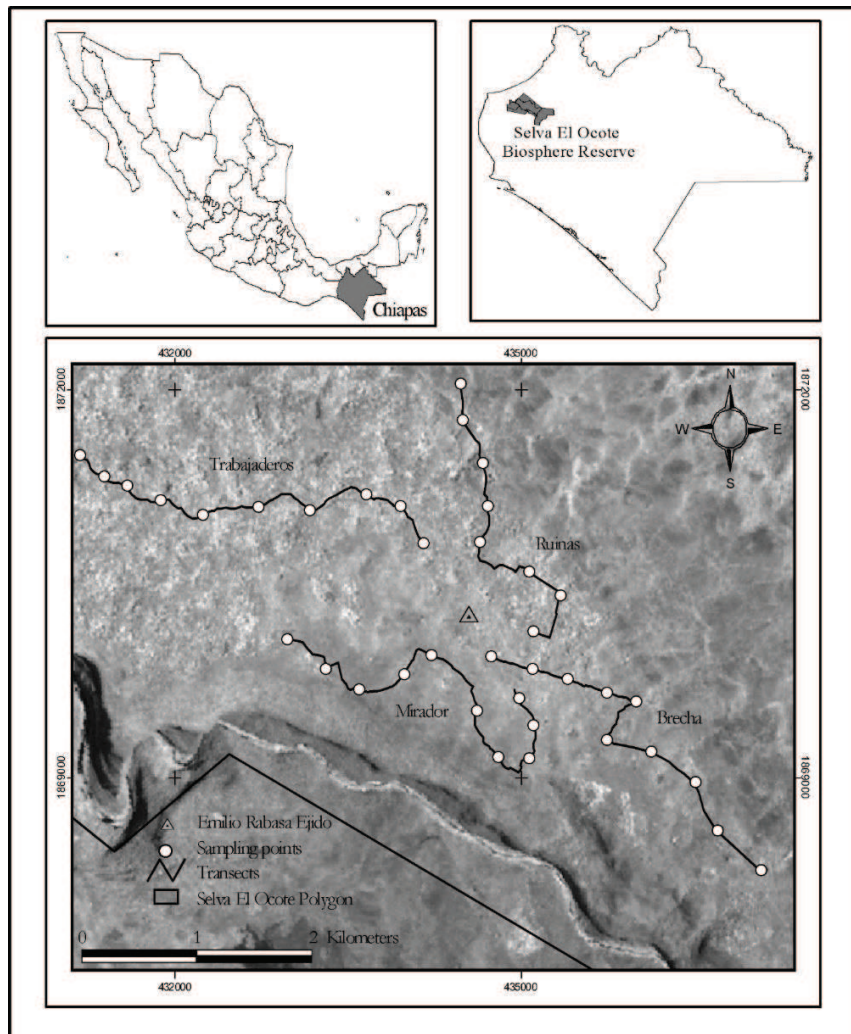 Chiapas
Selva El Ocote
Biosphere Reserve
432000
435000
1872000
1872000
N
W
E
S
Trabajaderos
Ruinas
Mirador
Brecha
1869000
1869000
Emilio Rabasa Ejido
Sampling points
Transects
Selva El Ocote Polygon
0
1
2 Kilometers
432000
435000